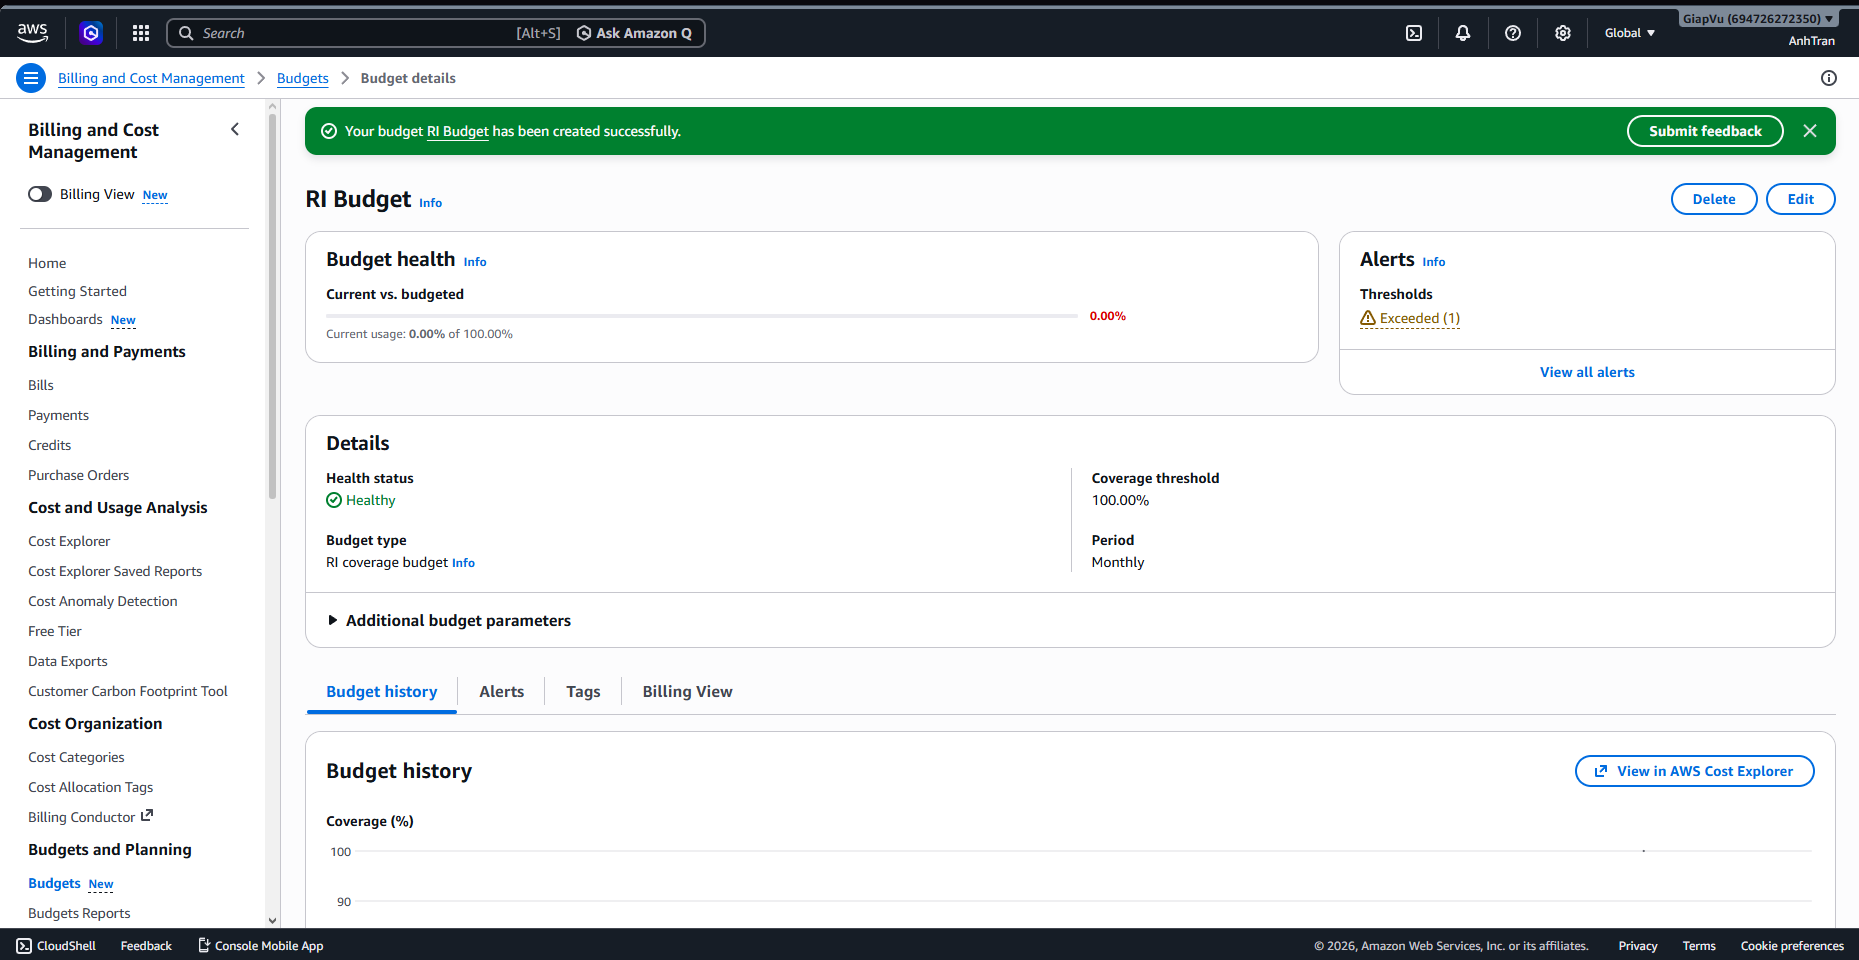 aws
Search [Alt+S] Ask Amazon Q
Global ▼
GiapVu (694726272350) ▼
AnhTran
Billing and Cost Management > Budgets > Budget details
Billing and Cost Management
Billing View New
Home
Getting Started
Dashboards New
Billing and Payments
Bills
Payments
Credits
Purchase Orders
Cost and Usage Analysis
Cost Explorer
Cost Explorer Saved Reports
Cost Anomaly Detection
Free Tier
Data Exports
Customer Carbon Footprint Tool
Cost Organization
Cost Categories
Cost Allocation Tags
Billing Conductor
Budgets and Planning
Budgets New
Budgets Reports
Your budget RI Budget has been created successfully.
Submit feedback
RI Budget Info
Delete
Edit
Budget health Info
Current vs. budgeted
0.00%
Current usage: 0.00% of 100.00%
Alerts Info
Thresholds
Exceeded (1)
View all alerts
Details
Health status
Healthy
Budget type
RI coverage budget Info
Coverage threshold
100.00%
Period
Monthly
Additional budget parameters
Budget history
Alerts
Tags
Billing View
Budget history
View in AWS Cost Explorer
Coverage (%)
100
90
CloudShell
Feedback
Console Mobile App
© 2026, Amazon Web Services, Inc. or its affiliates.
Privacy
Terms
Cookie preferences